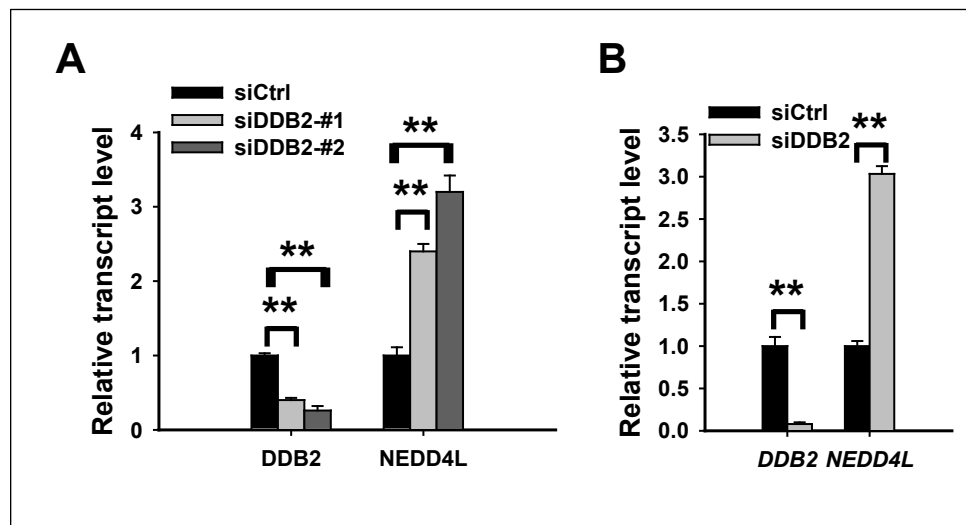 A
siCtrl
siDDB2-#1
siDDB2-#2
Relative transcript level
4
3
2
1
0
**
**
**
**
DDB2 NEDD4L
B
siCtrl
siDDB2
Relative transcript level
3.5
3.0
2.5
2.0
1.5
1.0
0.5
0.0
**
**
DDB2 NEDD4L